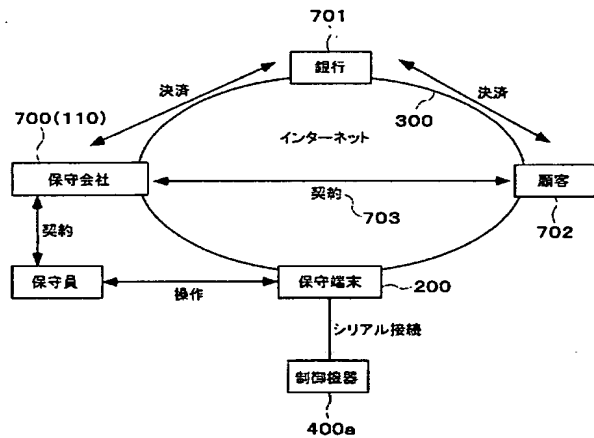 701
銀行
決済
決済
700(110)
300
インターネット
保守会社
顧客
契約
703
702
契約
保守員
操作
保守端末
200
シリアル接続
制御機器
400a